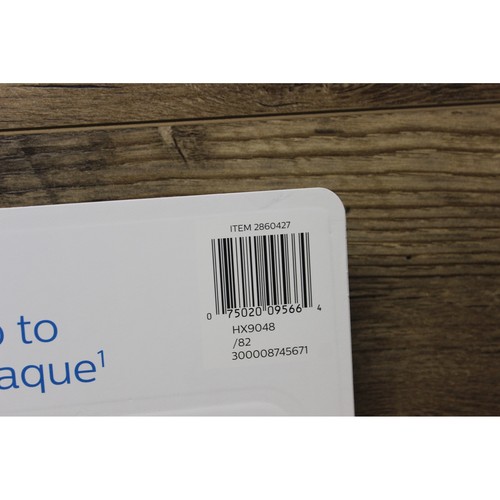 ITEM 2860427
0 75020 09566 4
HX9048
/82
300008745671
to
aque¹